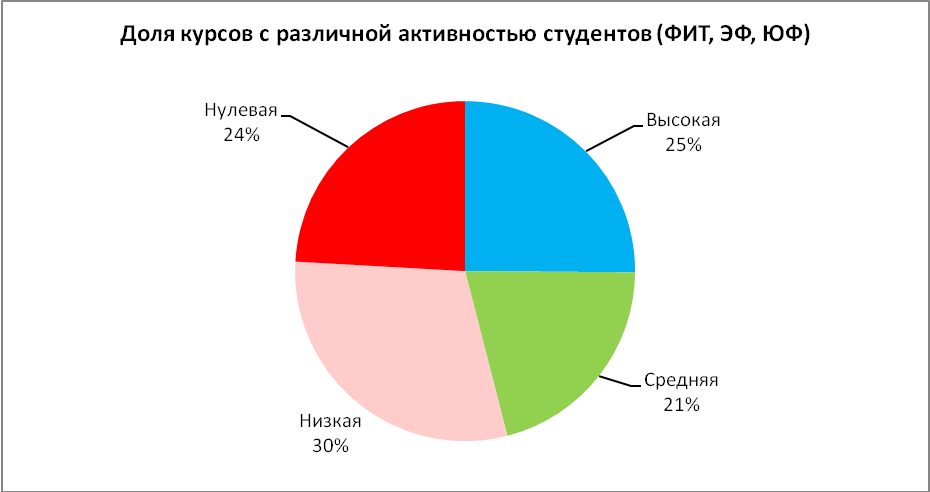 Доля курсов с различной активностью студентов (ФИТ, ЭФ, ЮФ)
Нулевая
24%
Высокая
25%
Средняя
21%
Низкая
30%